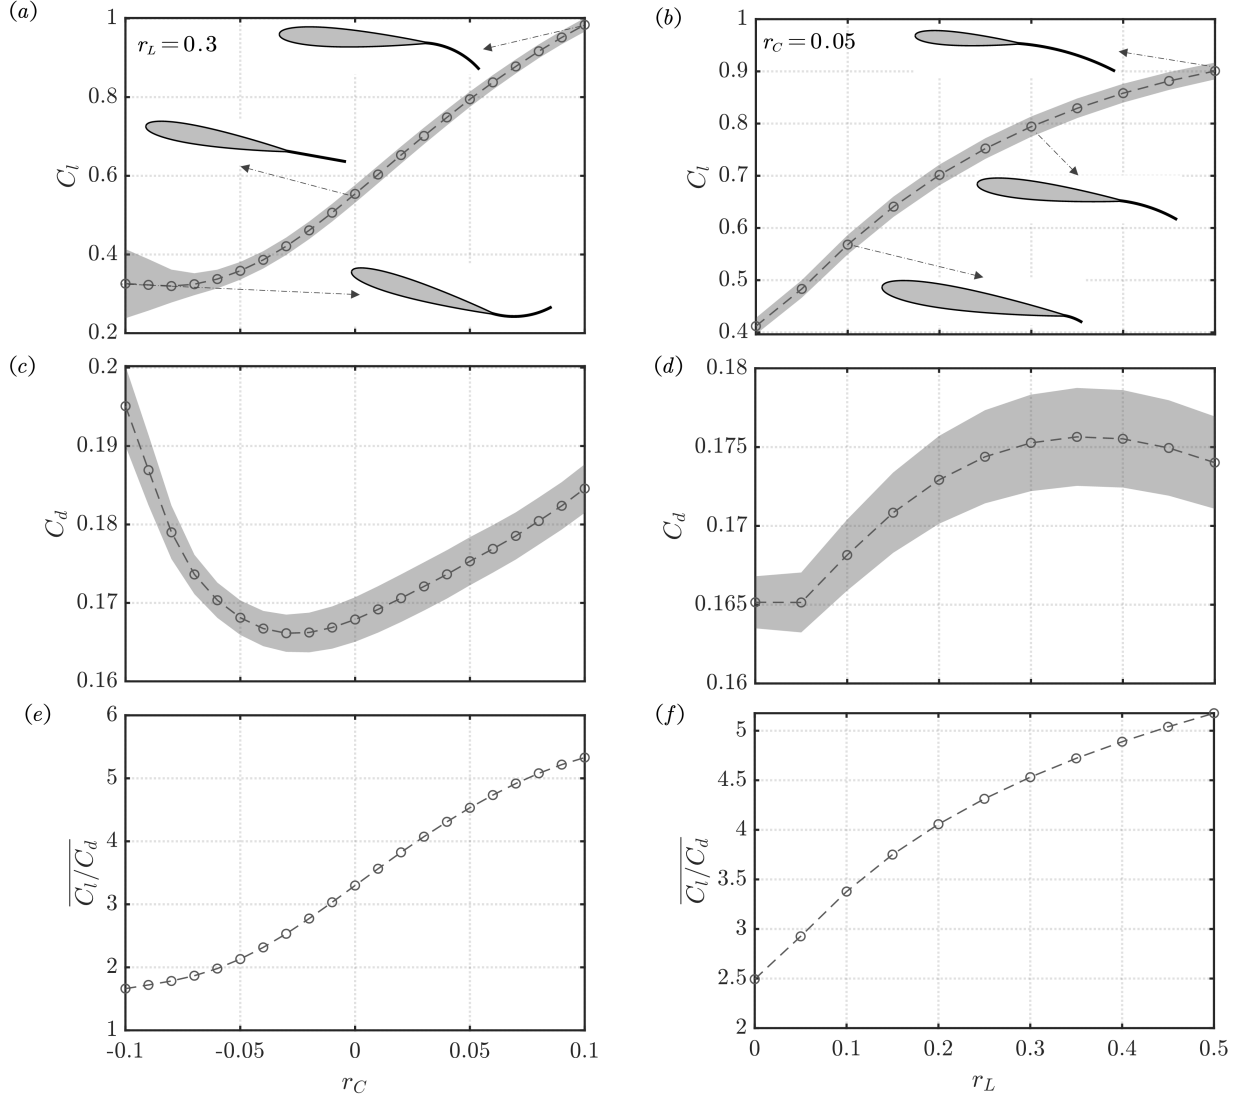 (a)
1
0.8
0.6
0.4
0.2
C_l
r_L = 0.3
(b)
1
0.9
0.8
0.7
0.6
0.5
0.4
C_l
r_C = 0.05
(c)
0.2
0.19
0.18
0.17
0.16
C_d
(d)
0.18
0.175
0.17
0.165
0.16
C_d
(e)
6
5
4
3
2
1
\overline{C_l/C_d}
-0.1 -0.05 0 0.05 0.1
r_C
(f)
5
4.5
4
3.5
3
2.5
2
\overline{C_l/C_d}
0 0.1 0.2 0.3 0.4 0.5
r_L